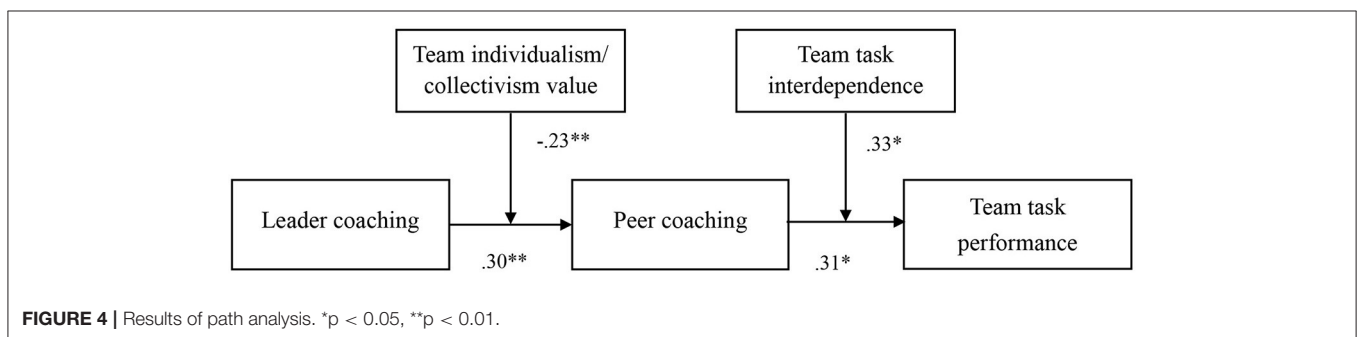 Team individualism/
collectivism value
Team task
interdependence
-.23**
.33*
Leader coaching
Peer coaching
Team task
performance
.30**
.31*
FIGURE 4 | Results of path analysis. *p < 0.05, **p < 0.01.